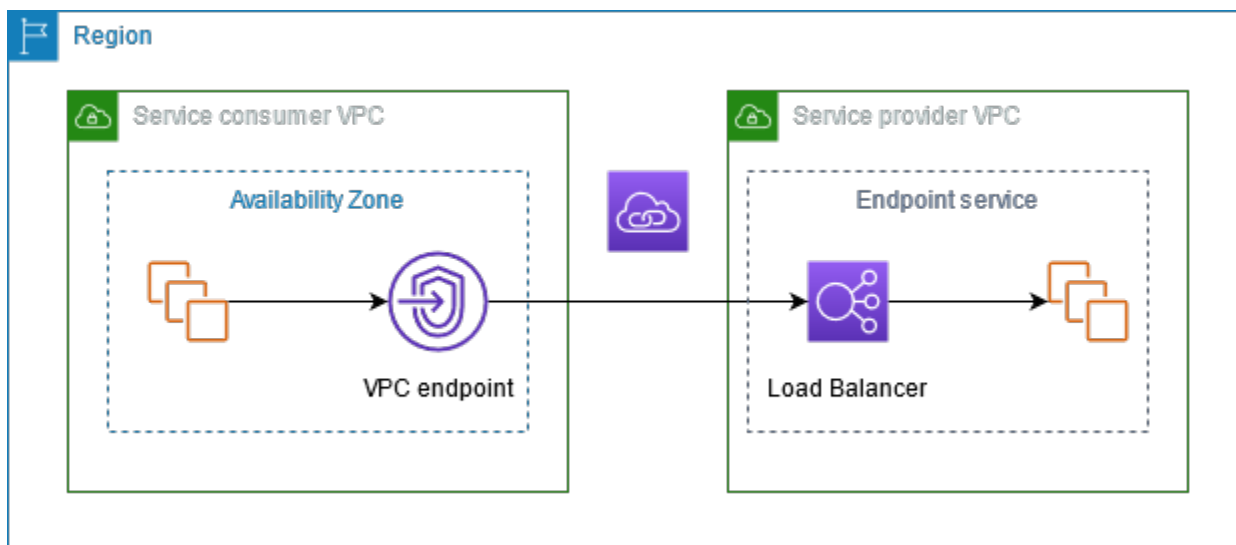 Region
Service consumer VPC
Service provider VPC
Availability Zone
Endpoint service
VPC endpoint
Load Balancer